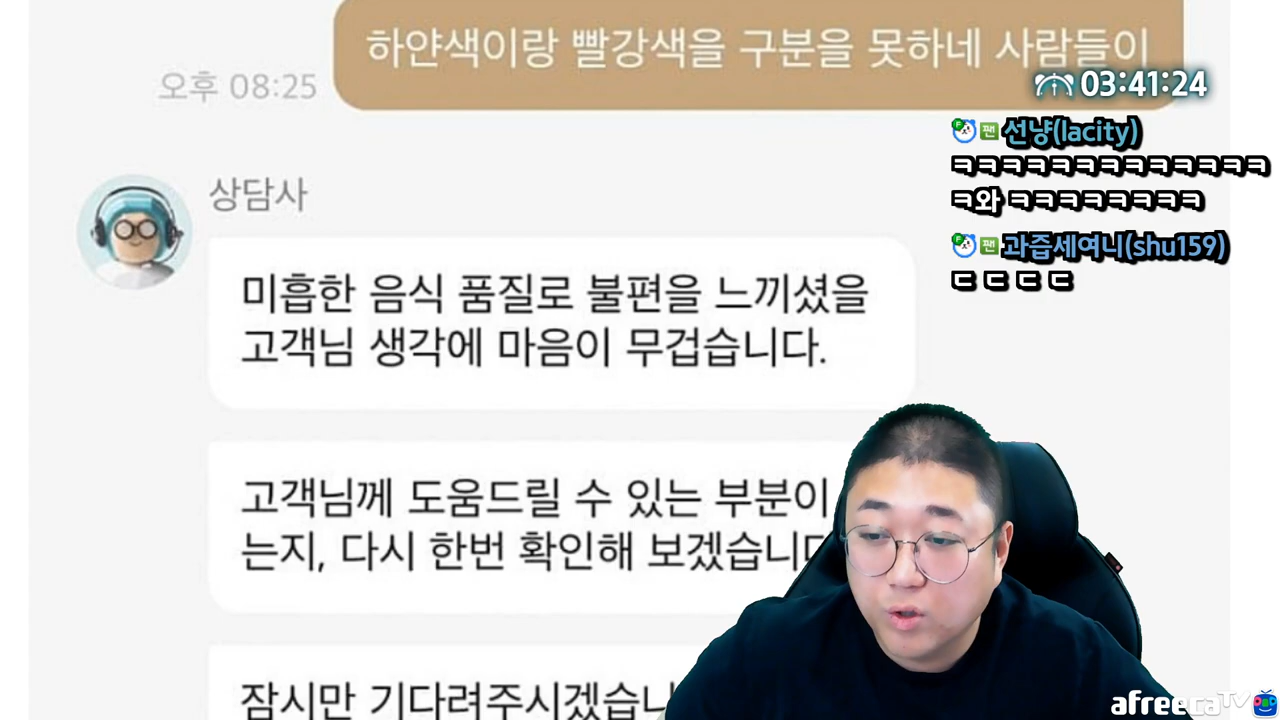 하얀색이랑 빨강색을 구분을 못하네 사람들이
오후 08:25
03:41:24
팬 선냥(lacity)
ㅋㅋㅋㅋㅋㅋㅋㅋㅋㅋㅋㅋㅋ
ㅋ와 ㅋㅋㅋㅋㅋㅋㅋㅋ
팬 과즙세여니(shu159)
ㄷㄷㄷㄷ
상담사
미흡한 음식 품질로 불편을 느끼셨을
고객님 생각에 마음이 무겁습니다.
고객님께 도움드릴 수 있는 부분이
는지, 다시 한번 확인해 보겠습니다
잠시만 기다려주시겠습니
afreecaTV